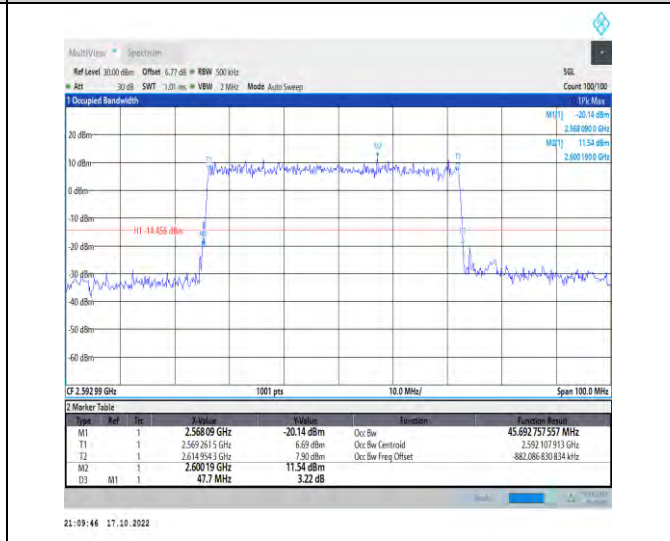 MultiView Spectrum
Ref Level 30.00 dBm Offset 6.77 dB RBW 500 kHz SGL
Att 30 dB SWT 1.01 ms VBW 2 MHz Mode Auto Sweep Count 100/100
1 Occupied Bandwidth 1Pk Max
M1[1] -20.14 dBm
2.568 090 0 GHz
M2[1] 11.54 dBm
2.600 190 0 GHz
20 dBm
10 dBm
0 dBm
-10 dBm
H1 -14.456 dBm
-20 dBm
-30 dBm
-40 dBm
-50 dBm
-60 dBm
CF 2.592 99 GHz 1001 pts 10.0 MHz/ Span 100.0 MHz
2 Marker Table
Type Ref Trc X-Value Y-Value Function Function Result
M1 1 2.568 09 GHz -20.14 dBm Occ Bw 45.692 757 557 MHz
T1 1 2.569 261 5 GHz 6.69 dBm Occ Bw Centroid 2.592 107 913 GHz
T2 1 2.614 954 3 GHz 7.90 dBm Occ Bw Freq Offset -882.086 830 834 kHz
M2 1 2.600 19 GHz 11.54 dBm
D3 M1 1 47.7 MHz 3.22 dB
21:09:46 17.10.2022